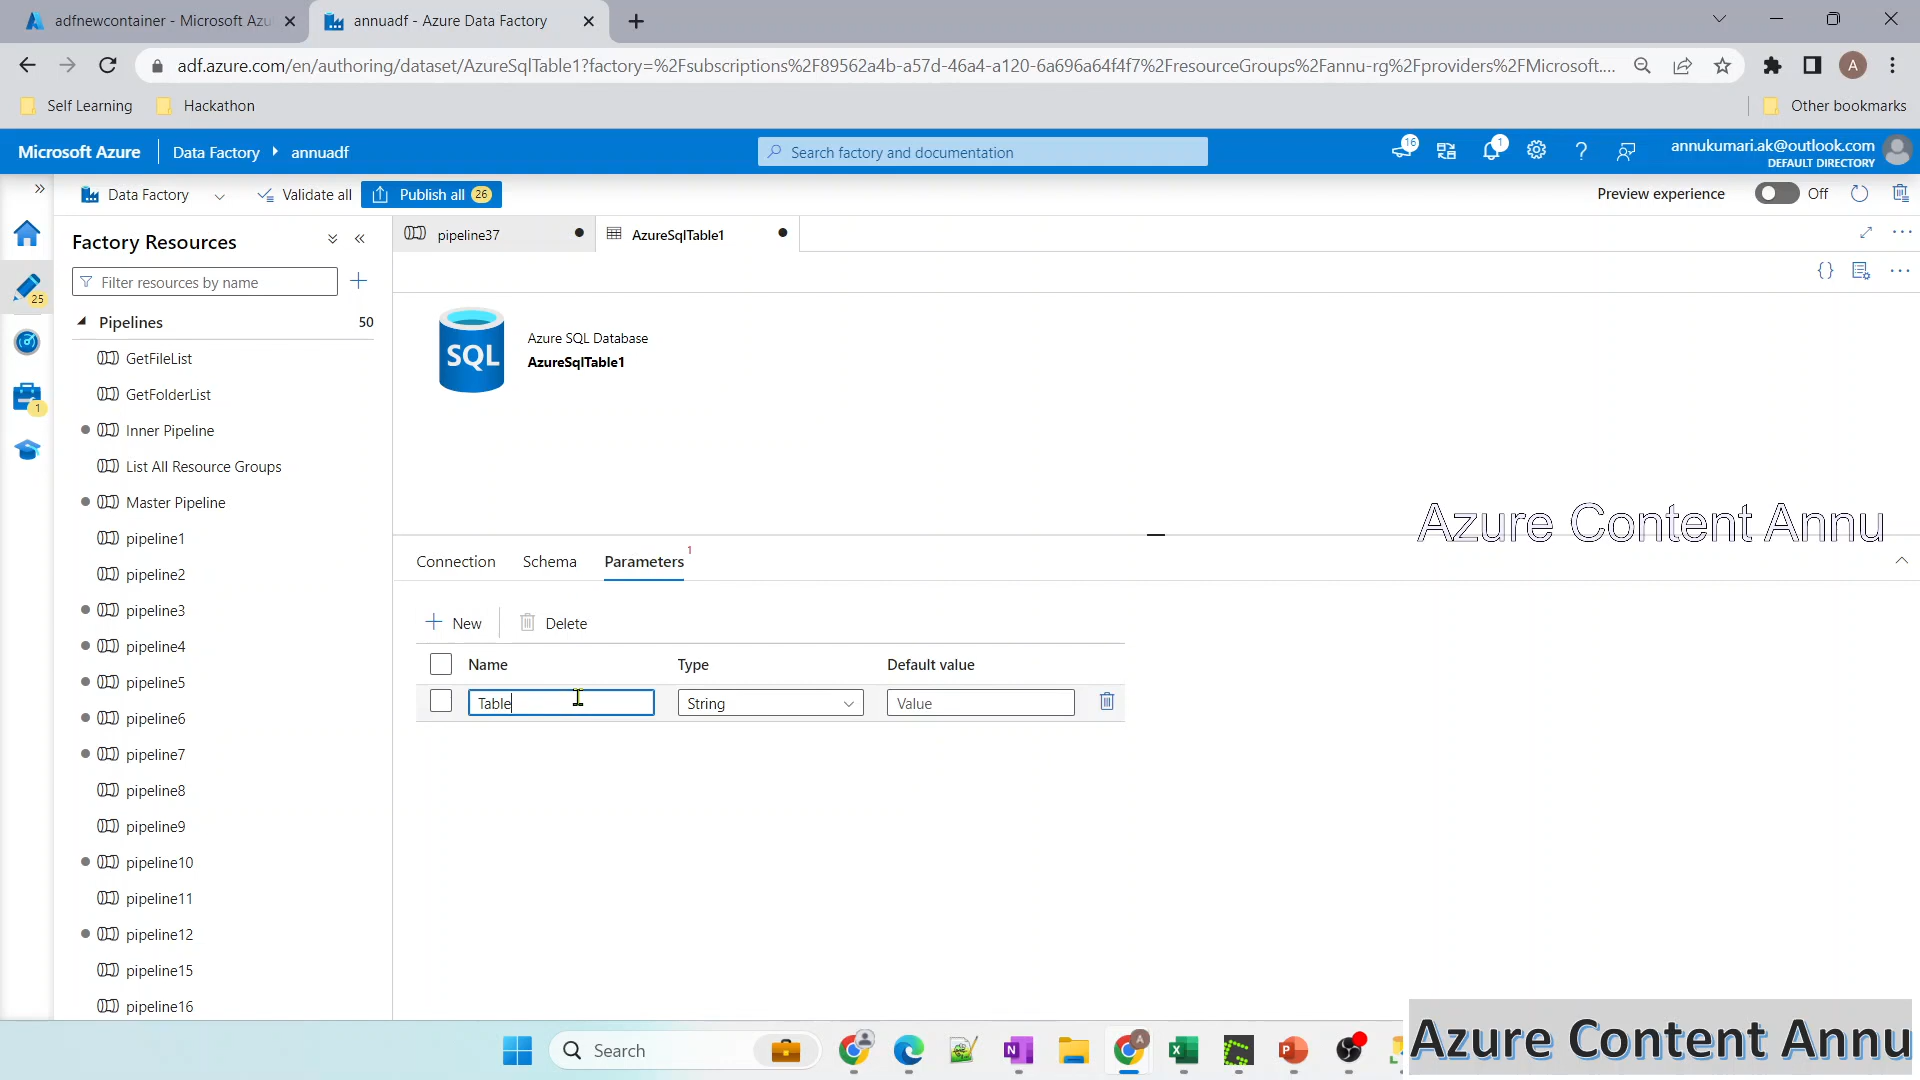 adfnewcontainer - Microsoft Azu
annuadf - Azure Data Factory
adf.azure.com/en/authoring/dataset/AzureSqlTable1?factory=%2Fsubscriptions%2F89562a4b-a57d-46a4-a120-6a696a64f4f7%2FresourceGroups%2Fannu-rg%2Fproviders%2FMicrosoft....
A
Self Learning
Hackathon
Other bookmarks
Microsoft Azure
Data Factory
annuadf
Search factory and documentation
16
1
annukumari.ak@outlook.com
DEFAULT DIRECTORY
Data Factory
Validate all
Publish all 26
Preview experience
Off
Factory Resources
pipeline37
AzureSqlTable1
Filter resources by name
25
Pipelines 50
SQL
Azure SQL Database
AzureSqlTable1
GetFileList
GetFolderList
1
Inner Pipeline
List All Resource Groups
Master Pipeline
Azure Content Annu
pipeline1
pipeline2
pipeline3
pipeline4
pipeline5
pipeline6
pipeline7
pipeline8
pipeline9
pipeline10
pipeline11
pipeline12
pipeline15
pipeline16
Connection
Schema
Parameters 1
New
Delete
Name Type Default value
Table String Value
Search
Azure Content Annu